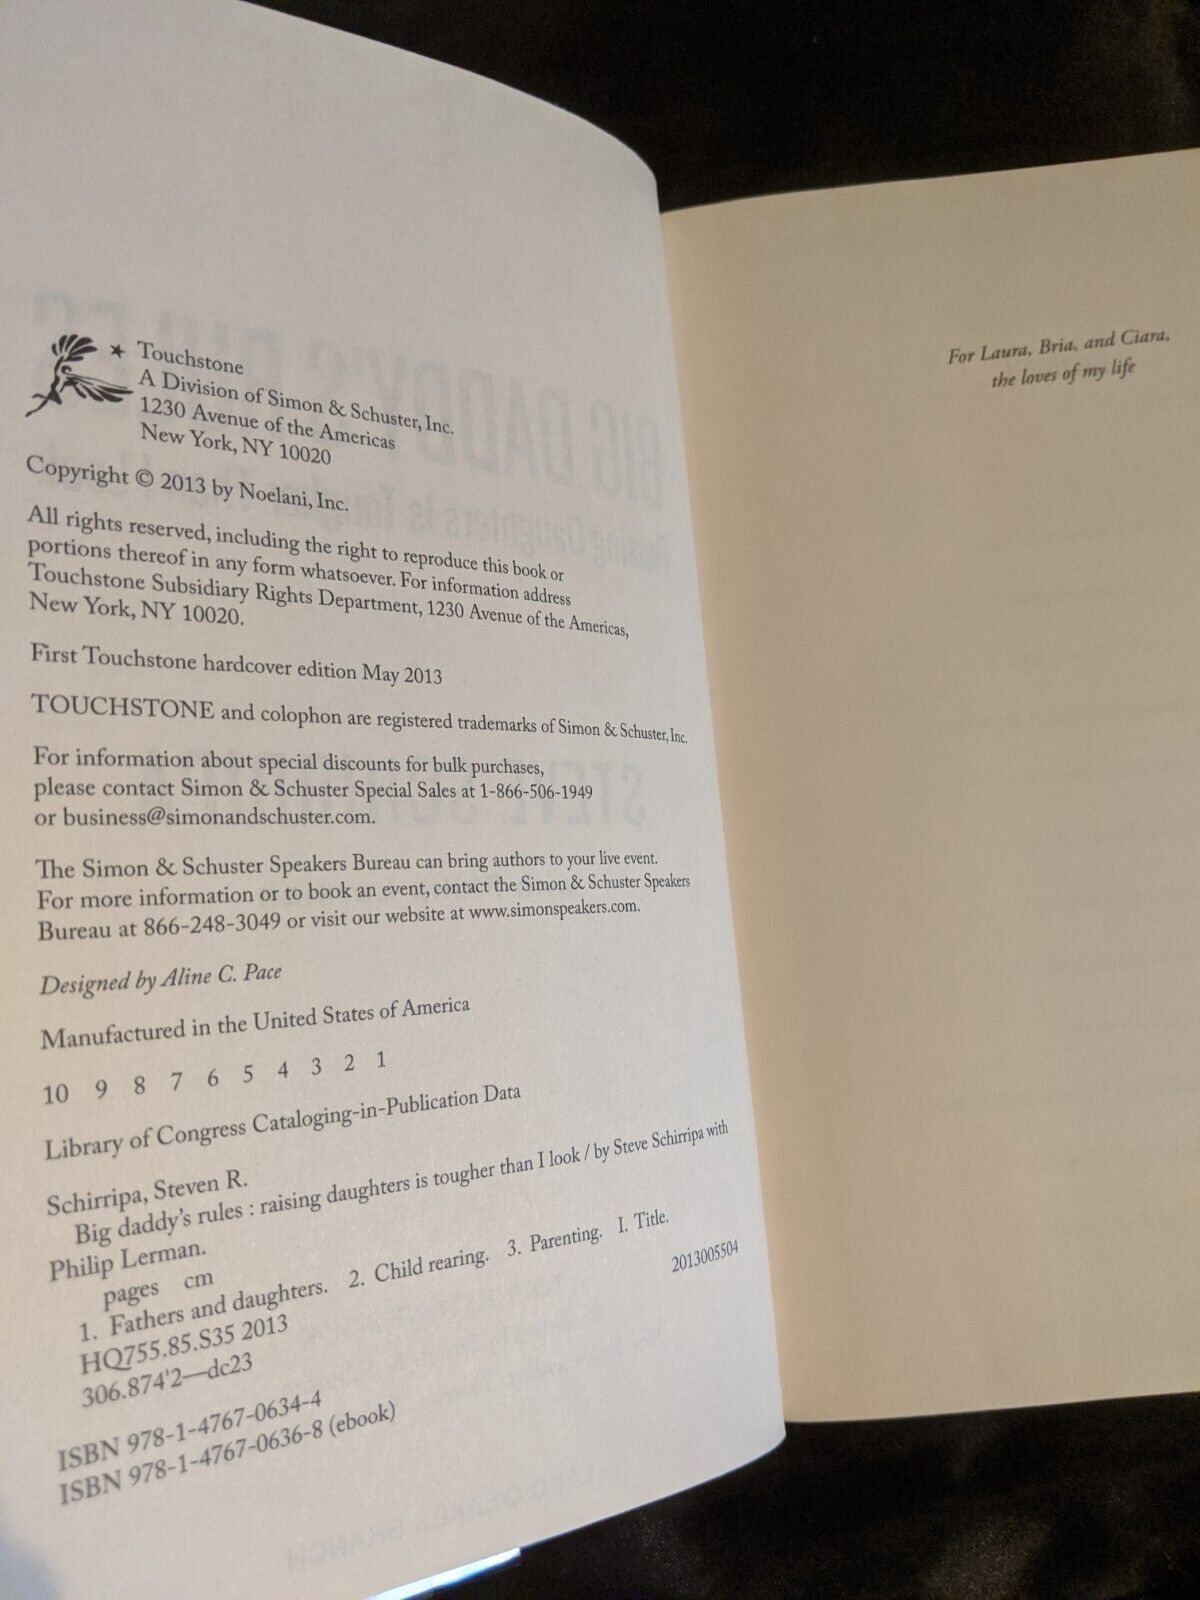 Touchstone
A Division of Simon & Schuster, Inc.
1230 Avenue of the Americas
New York, NY 10020
Copyright © 2013 by Noelani, Inc.
All rights reserved, including the right to reproduce this book or
portions thereof in any form whatsoever. For information address
Touchstone Subsidiary Rights Department, 1230 Avenue of the Americas,
New York, NY 10020.
First Touchstone hardcover edition May 2013
TOUCHSTONE and colophon are registered trademarks of Simon & Schuster, Inc.
For information about special discounts for bulk purchases,
please contact Simon & Schuster Special Sales at 1-866-506-1949
or business@simonandschuster.com.
The Simon & Schuster Speakers Bureau can bring authors to your live event.
For more information or to book an event, contact the Simon & Schuster Speakers
Bureau at 866-248-3049 or visit our website at www.simonspeakers.com.
Designed by Aline C. Pace
Manufactured in the United States of America
10 9 8 7 6 5 4 3 2 1
Library of Congress Cataloging-in-Publication Data
Schirripa, Steven R.
Big daddy's rules : raising daughters is tougher than I look / by Steve Schirripa with
Philip Lerman.
pages cm
1. Fathers and daughters. 2. Child rearing. 3. Parenting. I. Title.
HQ755.85.S35 2013
306.874'2—dc23
2013005504
ISBN 978-1-4767-0634-4
ISBN 978-1-4767-0636-8 (ebook)
For Laura, Bria, and Ciara,
the loves of my life